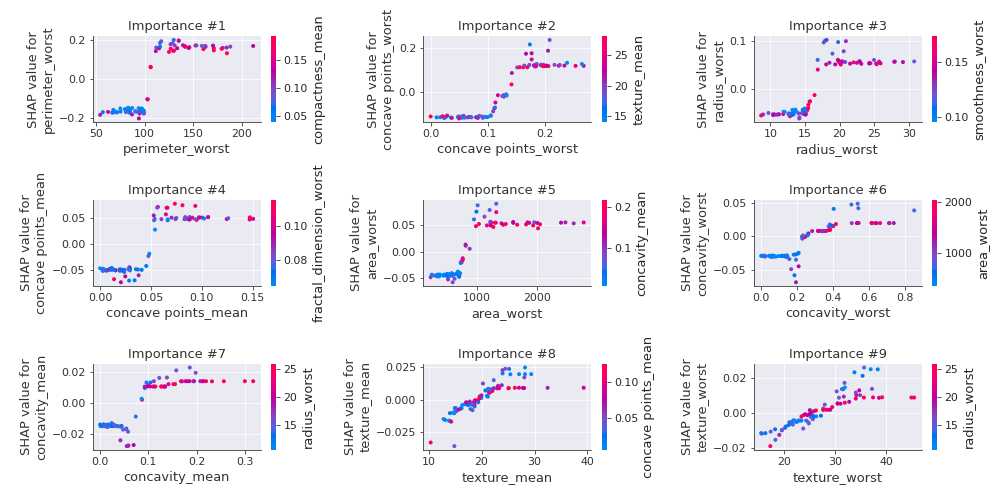 Importance #1
SHAP value for
perimeter_worst
0.2
0.0
−0.2
50
100
150
200
perimeter_worst
0.15
0.10
0.05
compactness_mean
Importance #2
SHAP value for
concave points_worst
0.2
0.0
0.0
0.1
0.2
concave points_worst
25
20
15
texture_mean
Importance #3
SHAP value for
radius_worst
0.1
0.0
10
15
20
25
30
radius_worst
0.15
0.10
smoothness_worst
Importance #4
SHAP value for
concave points_mean
0.05
0.00
−0.05
0.00
0.05
0.10
0.15
concave points_mean
0.10
0.08
fractal_dimension_worst
Importance #5
SHAP value for
area_worst
0.05
0.00
−0.05
1000
2000
area_worst
0.2
0.1
concavity_mean
Importance #6
SHAP value for
concavity_worst
0.05
0.00
−0.05
0.0
0.2
0.4
0.6
0.8
concavity_worst
2000
1000
area_worst
Importance #7
SHAP value for
concavity_mean
0.02
0.00
−0.02
0.0
0.1
0.2
0.3
concavity_mean
25
20
15
radius_worst
Importance #8
SHAP value for
texture_mean
0.025
0.000
−0.025
10
20
30
40
texture_mean
0.10
0.05
concave points_mean
Importance #9
SHAP value for
texture_worst
0.02
0.00
−0.02
20
30
40
texture_worst
25
20
15
radius_worst